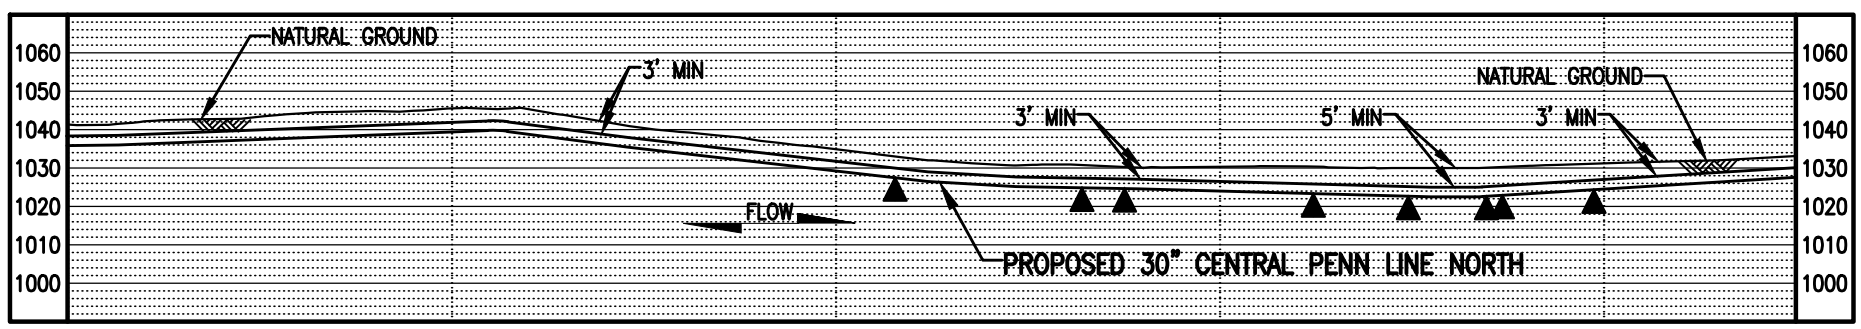 NATURAL GROUND
1060 1060
3' MIN
NATURAL GROUND
1050 1050
3' MIN 5' MIN 3' MIN
1040 1040
1030 1030
1020 1020
FLOW
1010 1010
PROPOSED 30" CENTRAL PENN LINE NORTH
1000 1000